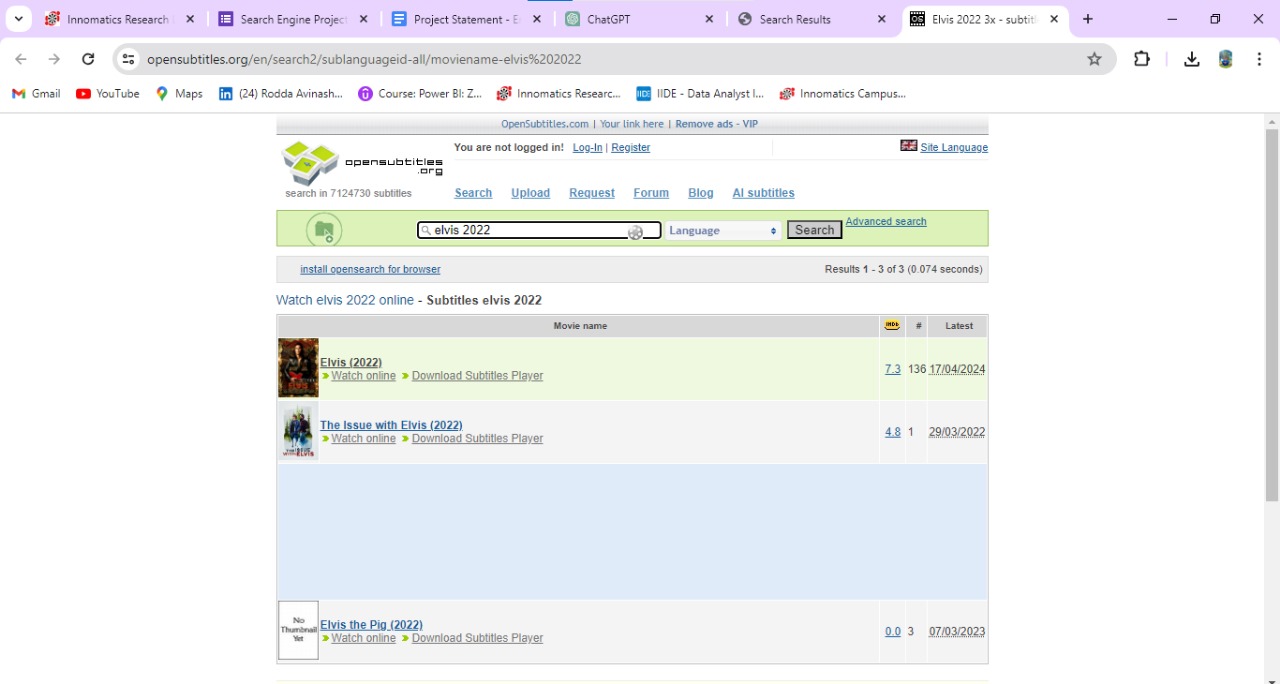 Innomatics Research
Search Engine Project
Project Statement - E
ChatGPT
Search Results
Elvis 2022 3x - subtit
opensubtitles.org/en/search2/sublanguageid-all/moviename-elvis%202022
Gmail
YouTube
Maps
(24) Rodda Avinash...
Course: Power BI: Z...
Innomatics Researc...
IIDE - Data Analyst I...
Innomatics Campus...
OpenSubtitles.com | Your link here | Remove ads - VIP
You are not logged in! Log-In | Register
Site Language
opensubtitles
.org
search in 7124730 subtitles
Search Upload Request Forum Blog AI subtitles
elvis 2022 Language Search Advanced search
install opensearch for browser Results 1 - 3 of 3 (0.074 seconds)
Watch elvis 2022 online - Subtitles elvis 2022
Movie name IMDb # Latest
Elvis (2022)
Watch online Download Subtitles Player
7.3 136 17/04/2024
The Issue with Elvis (2022)
Watch online Download Subtitles Player
4.8 1 29/03/2022
No
Thumbnail
Yet
Elvis the Pig (2022)
Watch online Download Subtitles Player
0.0 3 07/03/2023